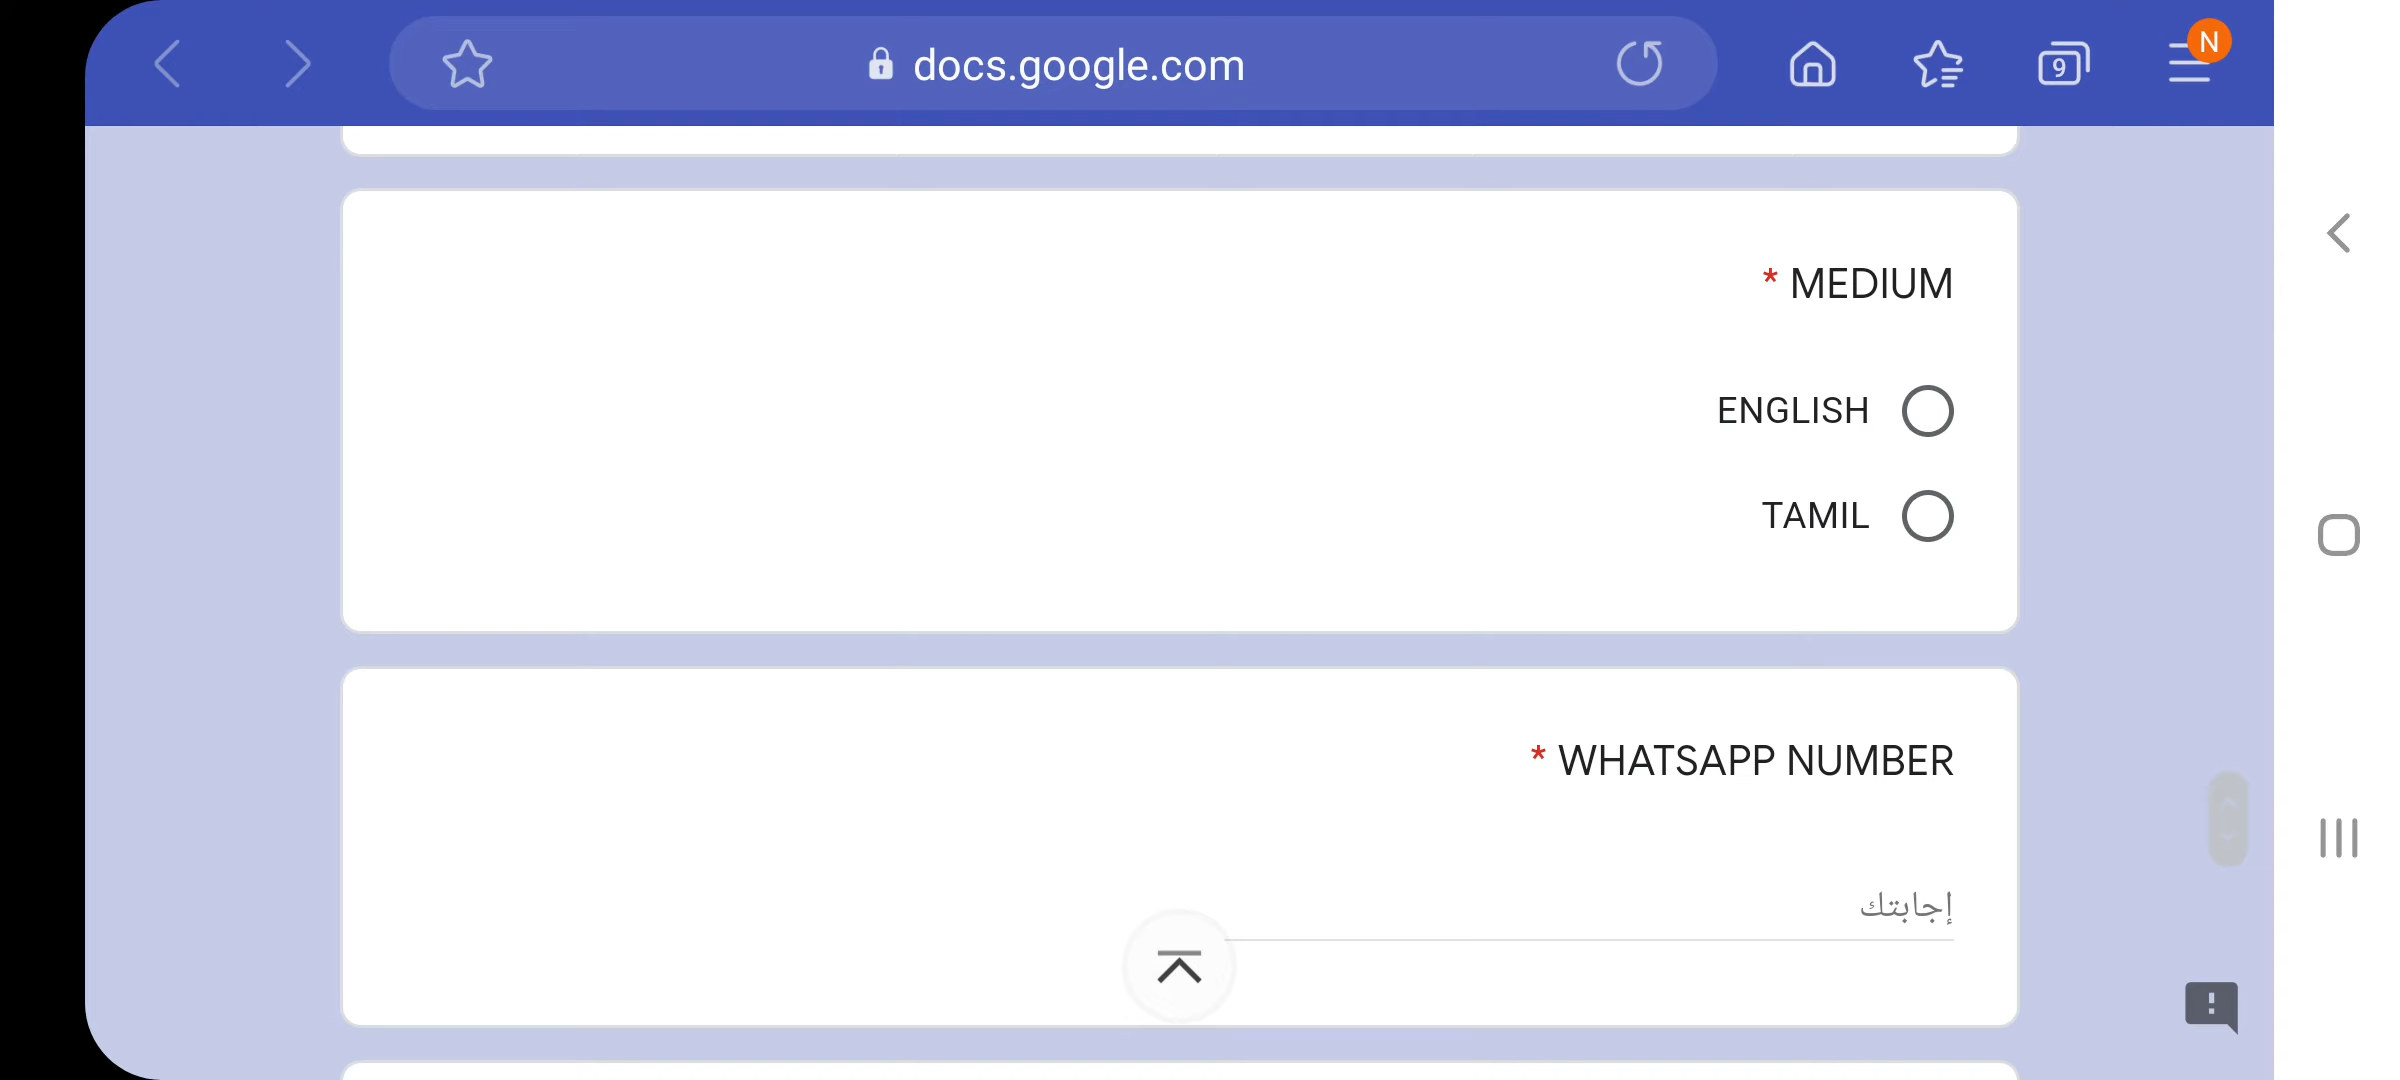 docs.google.com
9
N
* MEDIUM
ENGLISH
TAMIL
* WHATSAPP NUMBER
إجابتك